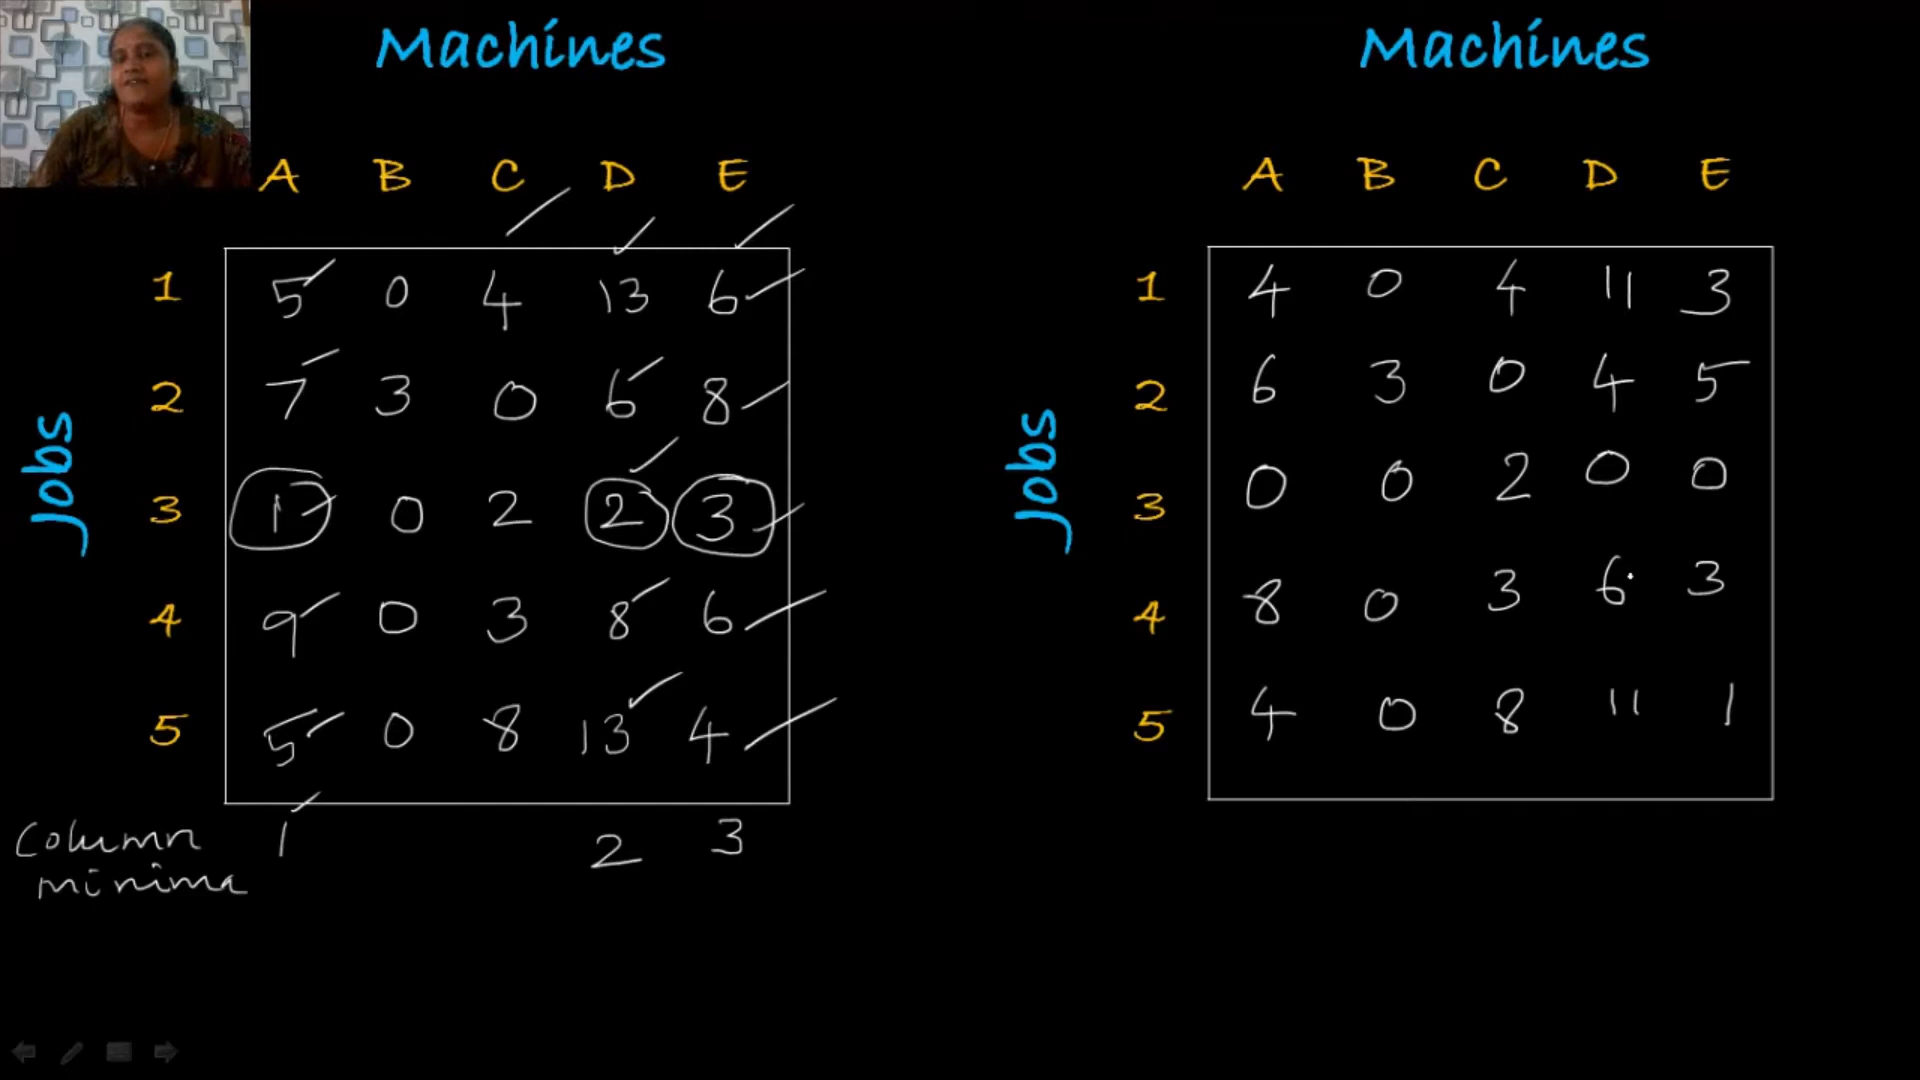 Machines
A B C D E
Jobs
1 5 0 4 13 6
2 7 3 0 6 8
3 1 0 2 2 3
4 9 0 3 8 6
5 5 0 8 13 4
Column minima 1 2 3
Machines
A B C D E
Jobs
1 4 0 4 11 3
2 6 3 0 4 5
3 0 0 2 0 0
4 8 0 3 6 3
5 4 0 8 11 1